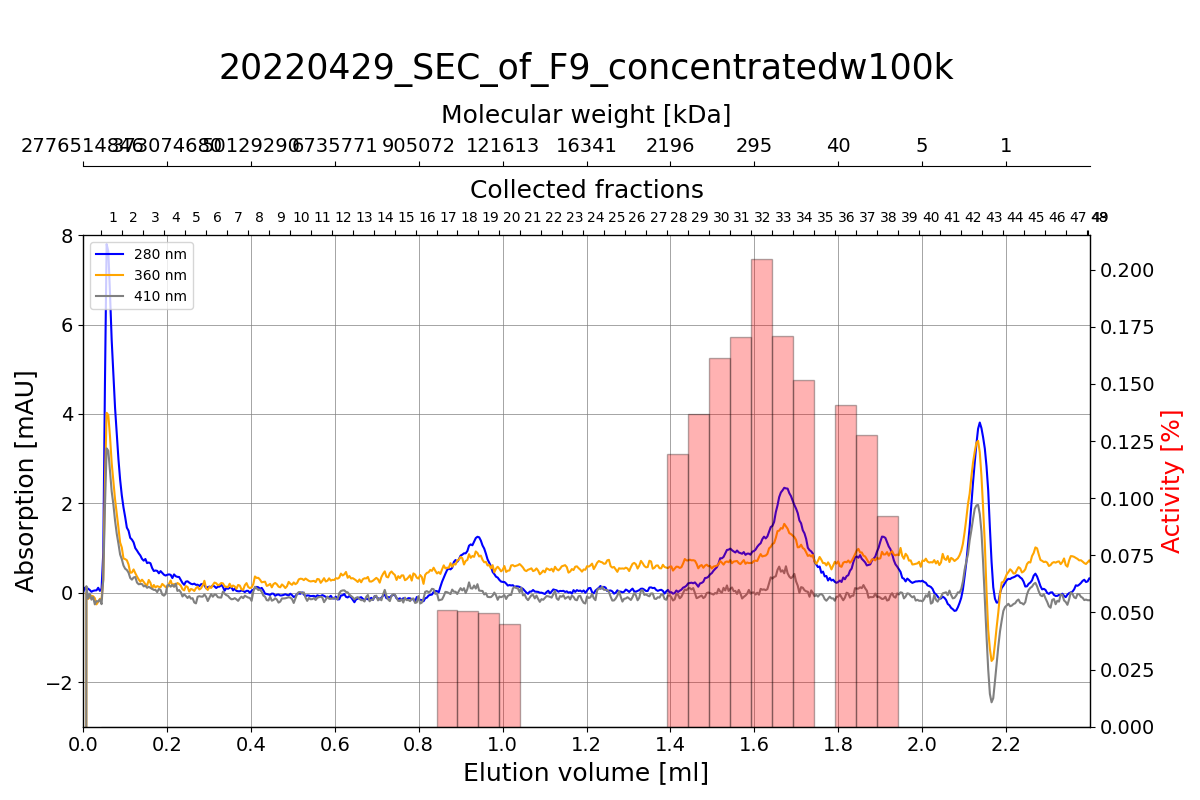 20220429_SEC_of_F9_concentratedw100k
Molecular weight [kDa]
2776514846 373074680 50129290 6735771 905072 121613 16341 2196 295 40 5 1
Collected fractions
1 2 3 4 5 6 7 8 9 10 11 12 13 14 15 16 17 18 19 20 21 22 23 24 25 26 27 28 29 30 31 32 33 34 35 36 37 38 39 40 41 42 43 44 45 46 47 48
280 nm
360 nm
410 nm
8
6
4
2
0
−2
Absorption [mAU]
0.200
0.175
0.150
0.125
0.100
0.075
0.050
0.025
0.000
Activity [%]
0.0 0.2 0.4 0.6 0.8 1.0 1.2 1.4 1.6 1.8 2.0 2.2
Elution volume [ml]